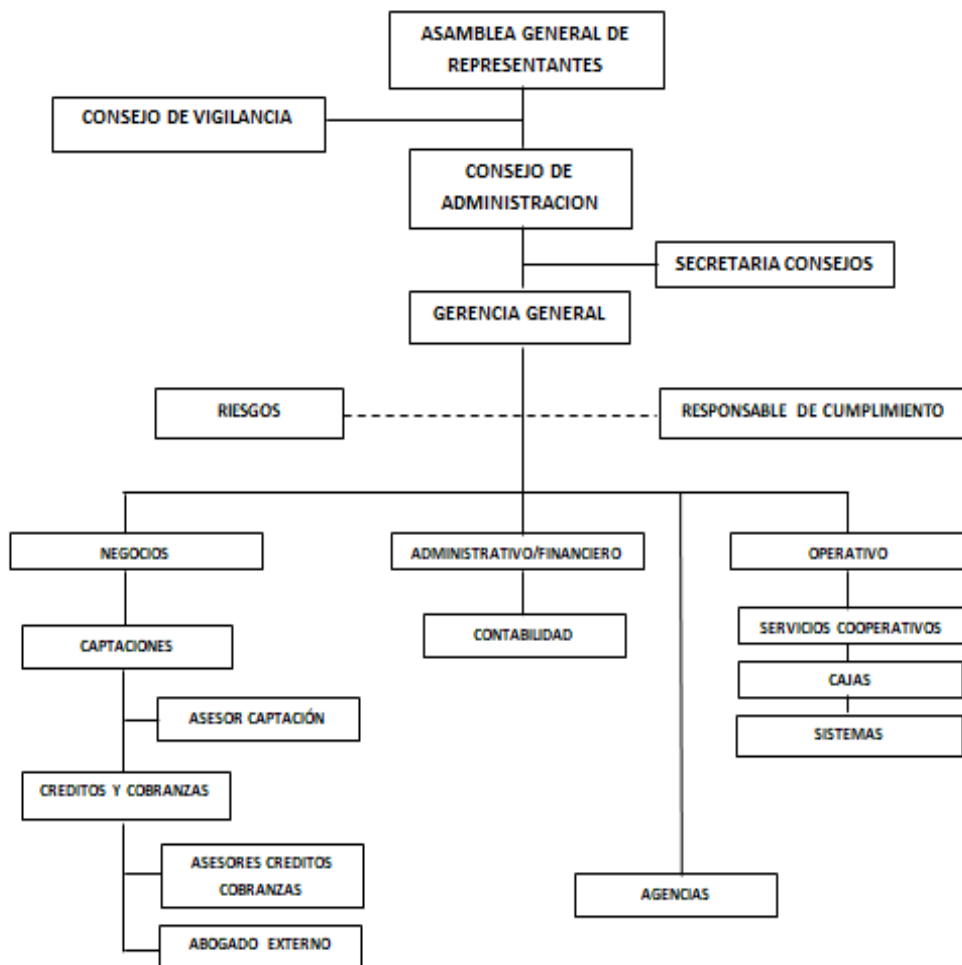 ASAMBLEA GENERAL DE
REPRESENTANTES
CONSEJO DE VIGILANCIA
CONSEJO DE
ADMINISTRACION
SECRETARIA CONSEJOS
GERENCIA GENERAL
RIESGOS
RESPONSABLE DE CUMPLIMIENTO
NEGOCIOS
ADMINISTRATIVO/FINANCIERO
OPERATIVO
CAPTACIONES
CONTABILIDAD
SERVICIOS COOPERATIVOS
CAJAS
ASESOR CAPTACIÓN
SISTEMAS
CREDITOS Y COBRANZAS
ASESORES CREDITOS
COBRANZAS
AGENCIAS
ABOGADO EXTERNO